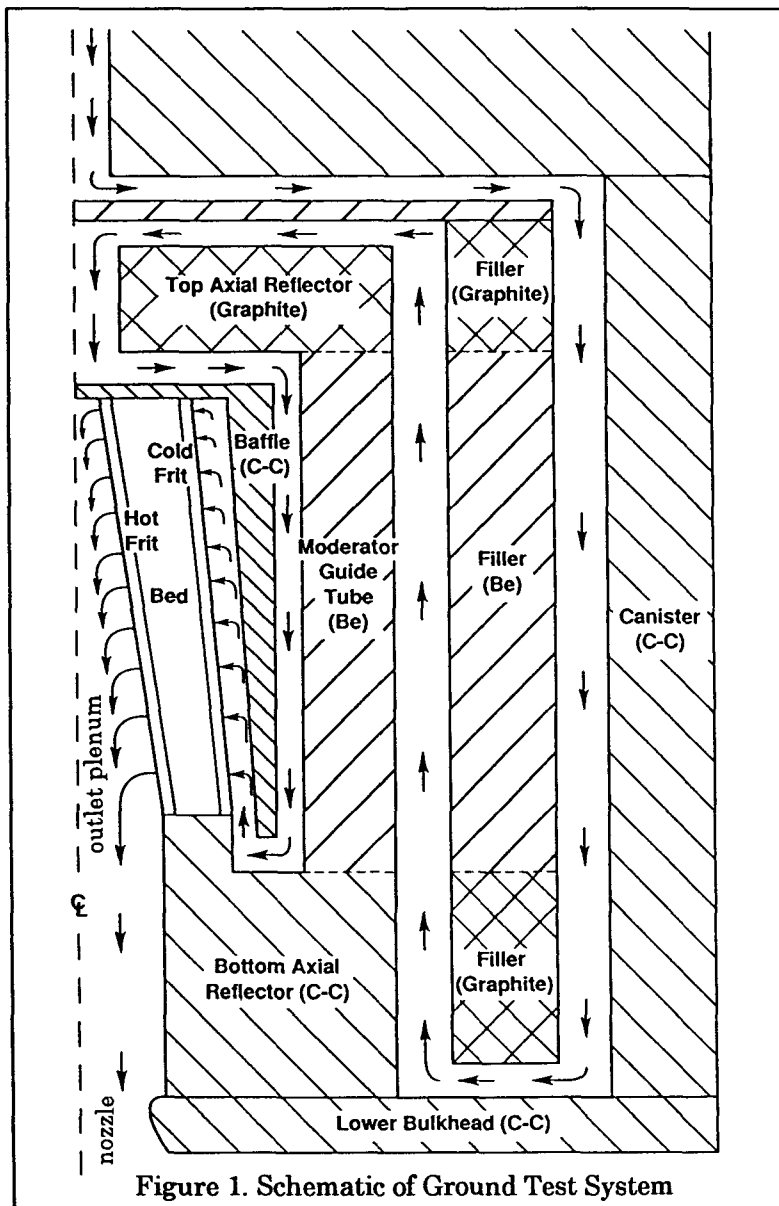 Top Axial Reflector
(Graphite)
Filler
(Graphite)
Cold
Frit
Baffle
(C-C)
Hot
Frit
Bed
Moderator
Guide
Tube
(Be)
Filler
(Be)
Canister
(C-C)
outlet plenum
℄
Bottom Axial
Reflector (C-C)
Filler
(Graphite)
nozzle
Lower Bulkhead (C-C)
Figure 1. Schematic of Ground Test System